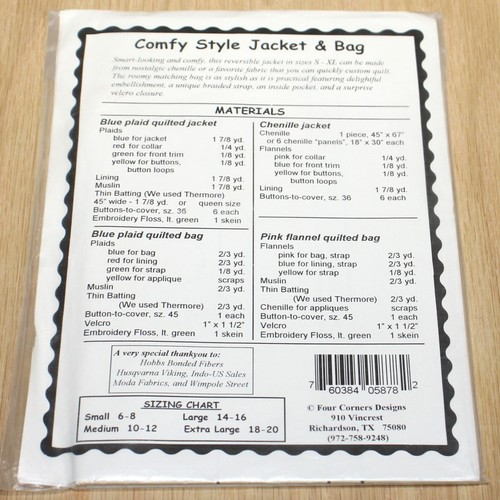 Comfy Style Jacket & Bag
Smart-looking and comfy, this reversible jacket in sizes S - XL can be made
from nostalgic chenille or a favorite fabric that you can quickly custom quilt.
The roomy matching bag is as stylish as it is practical featuring delightful
embellishment, a unique braided strap, an inside pocket, and a surprise
velcro closure.
MATERIALS
Blue plaid quilted jacket
Plaids
blue for jacket 1 7/8 yd.
red for collar 1/4 yd.
green for front trim 1/8 yd.
yellow for buttons, 1/8 yd.
button loops
Lining 1 7/8 yd.
Muslin 1 7/8 yd.
Thin Batting (We used Thermore)
45" wide - 1 7/8 yd. or queen size
Buttons-to-cover, sz. 36 6 each
Embroidery Floss, lt. green 1 skein
Chenille jacket
Chenille 1 piece, 45" x 67"
or 6 chenille "panels", 18" x 30" each
Flannels
pink for collar 1/4 yd.
blue for front trim 1/8 yd.
yellow for buttons, 1/8 yd.
button loops
Lining 1 7/8 yd.
Buttons-to-cover, sz. 36 6 each
Blue plaid quilted bag
Plaids
blue for bag 2/3 yd.
red for lining 2/3 yd.
green for strap 1/8 yd.
yellow for applique scraps
Muslin 2/3 yd.
Thin Batting
(We used Thermore) 2/3 yd.
Button-to-cover, sz. 45 1 each
Velcro 1" x 1 1/2"
Embroidery Floss, lt. green 1 skein
Pink flannel quilted bag
Flannels
pink for bag, strap 2/3 yd.
blue for lining, strap 2/3 yd.
yellow for strap 1/8 yd.
Muslin 2/3 yd.
Thin Batting
(We used Thermore) 2/3 yd.
Chenille for appliques scraps
Button-to-cover, sz. 45 1 each
Velcro 1" x 1 1/2"
Embroidery Floss, lt. green 1 skein
A very special thankyou to:
Hobbs Bonded Fibers
Husqvarna Viking, Indo-US Sales
Moda Fabrics, and Wimpole Street
SIZING CHART
Small 6-8 Large 14-16
Medium 10-12 Extra Large 18-20
7 60384 05878 2
© Four Corners Designs
910 Vincrest
Richardson, TX 75080
(972-758-9248)